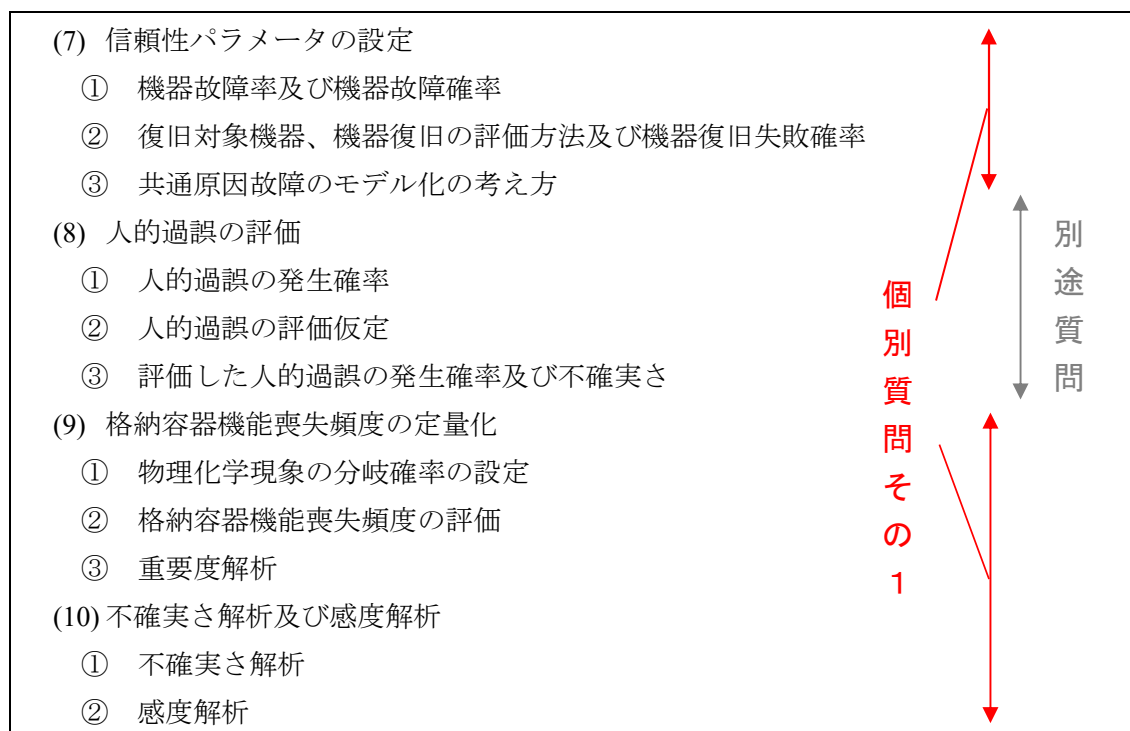 (7) 信頼性パラメータの設定
① 機器故障率及び機器故障確率
② 復旧対象機器、機器復旧の評価方法及び機器復旧失敗確率
③ 共通原因故障のモデル化の考え方
(8) 人的過誤の評価
① 人的過誤の発生確率
② 人的過誤の評価仮定
③ 評価した人的過誤の発生確率及び不確実さ
(9) 格納容器機能喪失頻度の定量化
① 物理化学現象の分岐確率の設定
② 格納容器機能喪失頻度の評価
③ 重要度解析
(10) 不確実さ解析及び感度解析
① 不確実さ解析
② 感度解析
個別質問その１
別途質問